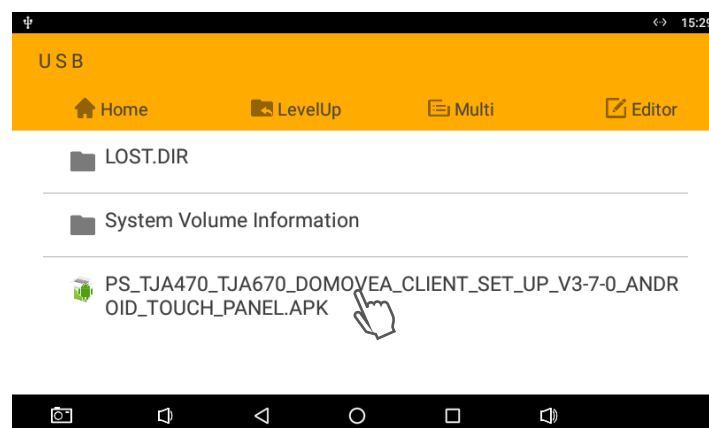 15:29
USB
Home LevelUp Multi Editor
LOST.DIR
System Volume Information
PS_TJA470_TJA670_DOMOVEA_CLIENT_SET_UP_V3-7-0_ANDR
OID_TOUCH_PANEL.APK